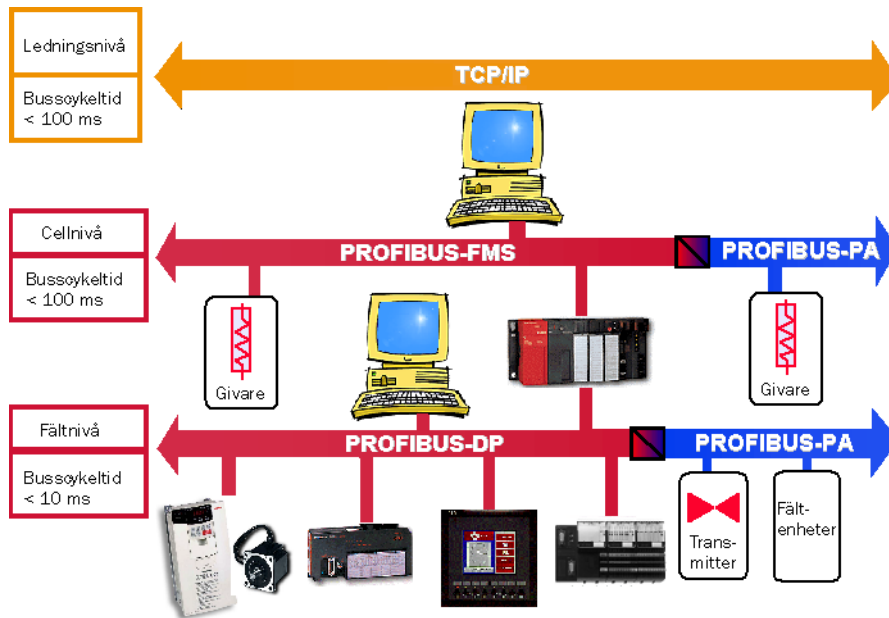 Ledningsnivå
Bussoykeltid
< 100 ms
TCP/IP
Cellnivå
Bussoykeltid
< 100 ms
PROFIBUS-FMS
PROFIBUS-PA
Givare
Givare
Fältnivå
Bussoykeltid
< 10 ms
PROFIBUS-DP
PROFIBUS-PA
Trans-
mitter
Fält-
enheter